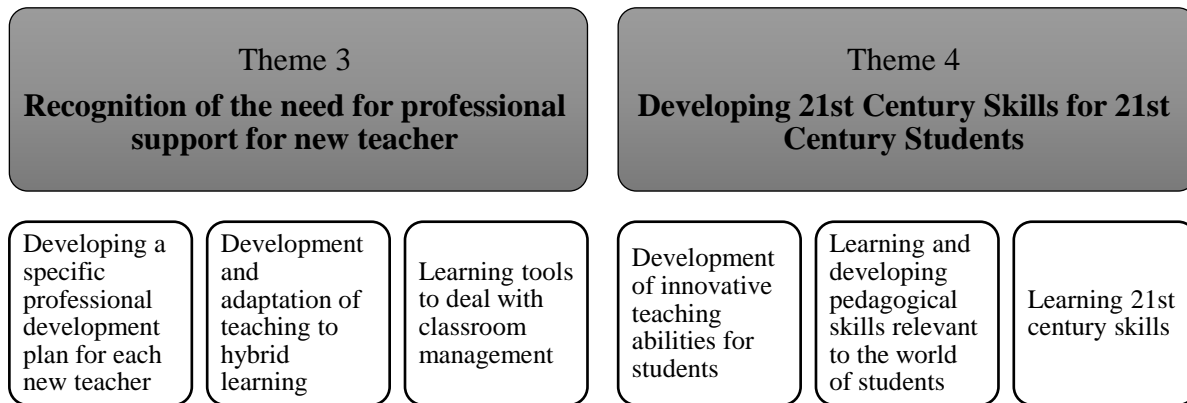 Theme 3
Recognition of the need for professional
support for new teacher
Theme 4
Developing 21st Century Skills for 21st
Century Students
Developing a
specific
professional
development
plan for each
new teacher
Development
and
adaptation of
teaching to
hybrid
learning
Learning tools
to deal with
classroom
management
Development
of innovative
teaching
abilities for
students
Learning and
developing
pedagogical
skills relevant
to the world
of students
Learning 21st
century skills